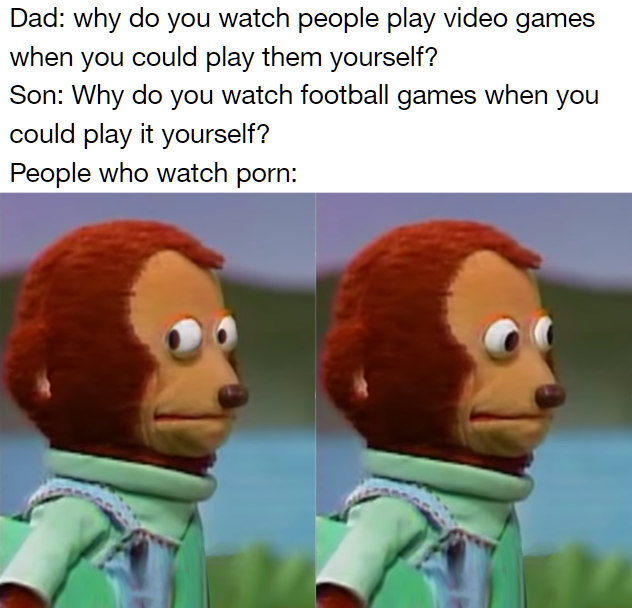 Dad: why do you watch people play video games
when you could play them yourself?
Son: Why do you watch football games when you
could play it yourself?
People who watch porn: